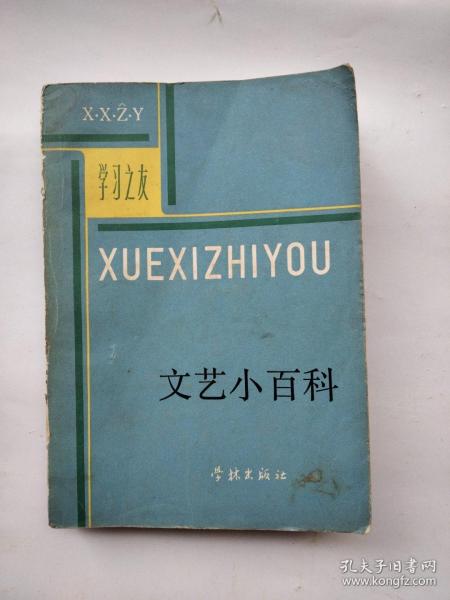 X·X·Ẑ·Y
学习之友
XUEXIZHIYOU
文艺小百科
学林出版社
孔夫子旧书网
www.kongfz.com